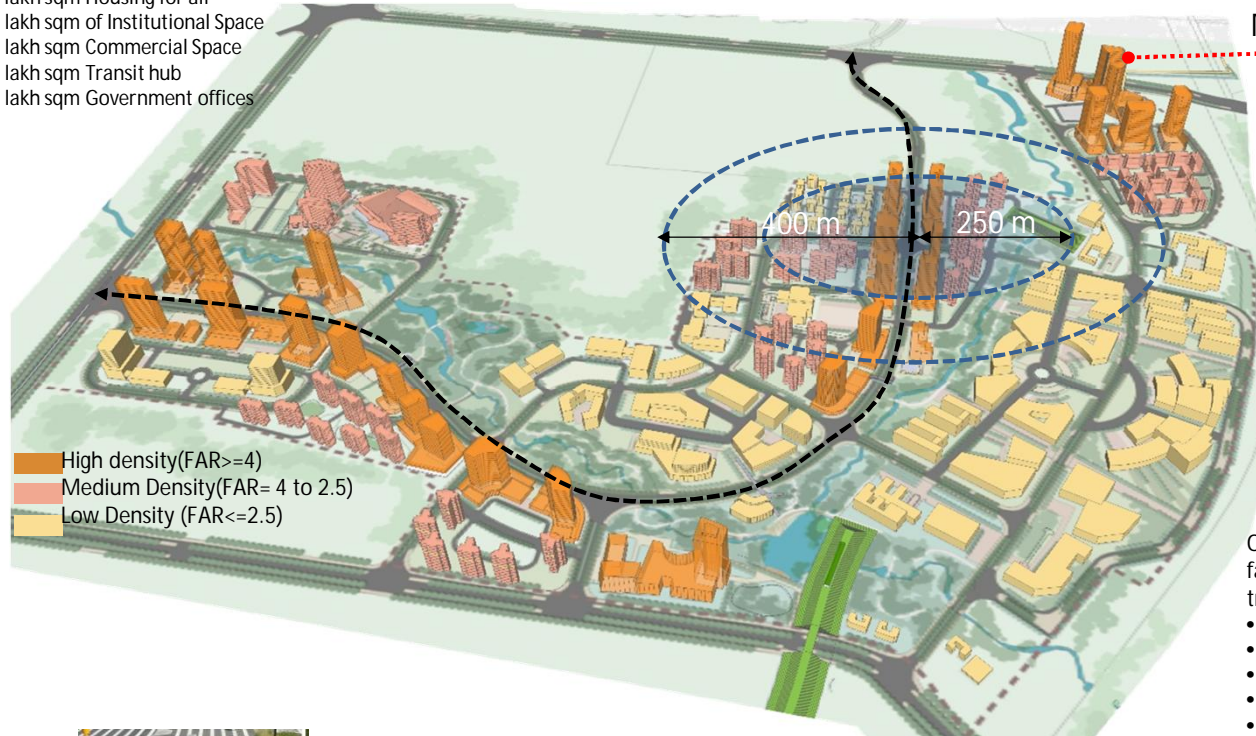 lakh sqm Housing for all
lakh sqm of Institutional Space
lakh sqm Commercial Space
lakh sqm Transit hub
lakh sqm Government offices
400 m
250 m
High density(FAR>=4)
Medium Density(FAR= 4 to 2.5)
Low Density (FAR<=2.5)